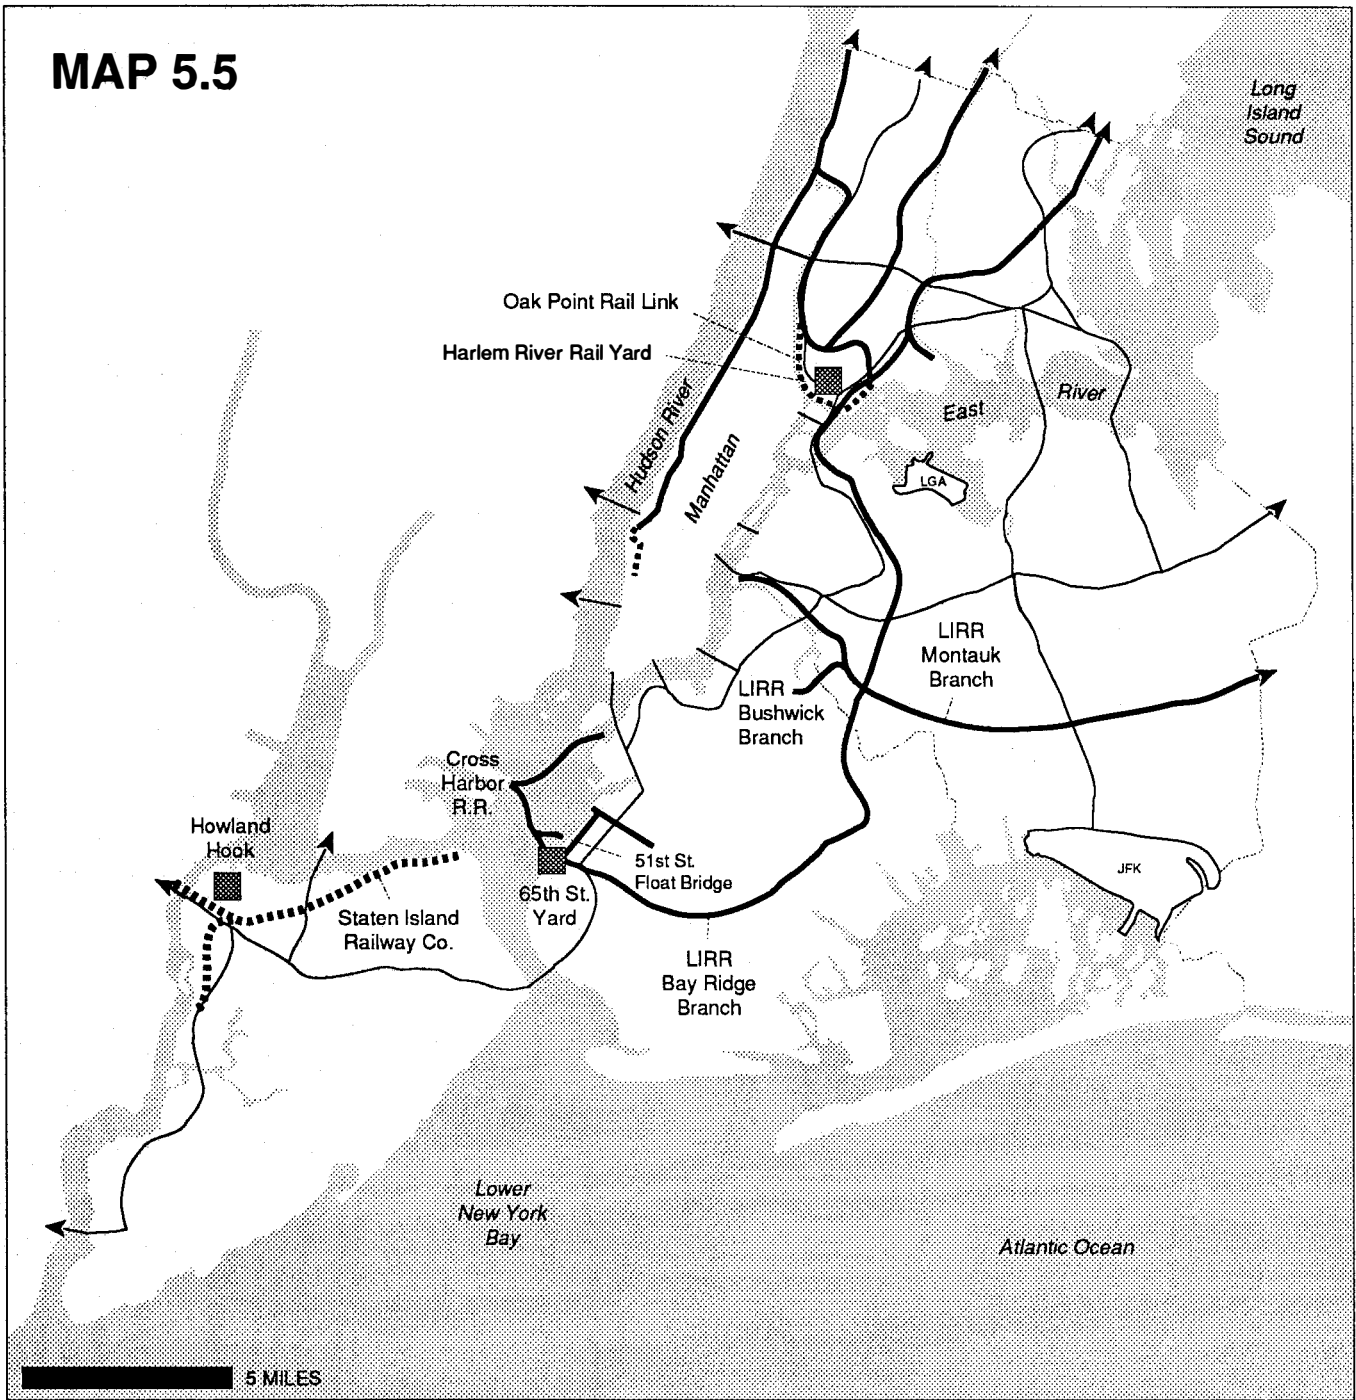 MAP 5.5
Long
Island
Sound
Oak Point Rail Link
Harlem River Rail Yard
Hudson River
Manhattan
East
River
LGA
LIRR
Montauk
Branch
LIRR
Bushwick
Branch
Cross
Harbor
R.R.
Howland
Hook
51st St.
Float Bridge
65th St.
Yard
JFK
Staten Island
Railway Co.
LIRR
Bay Ridge
Branch
Lower
New York
Bay
Atlantic Ocean
5 MILES